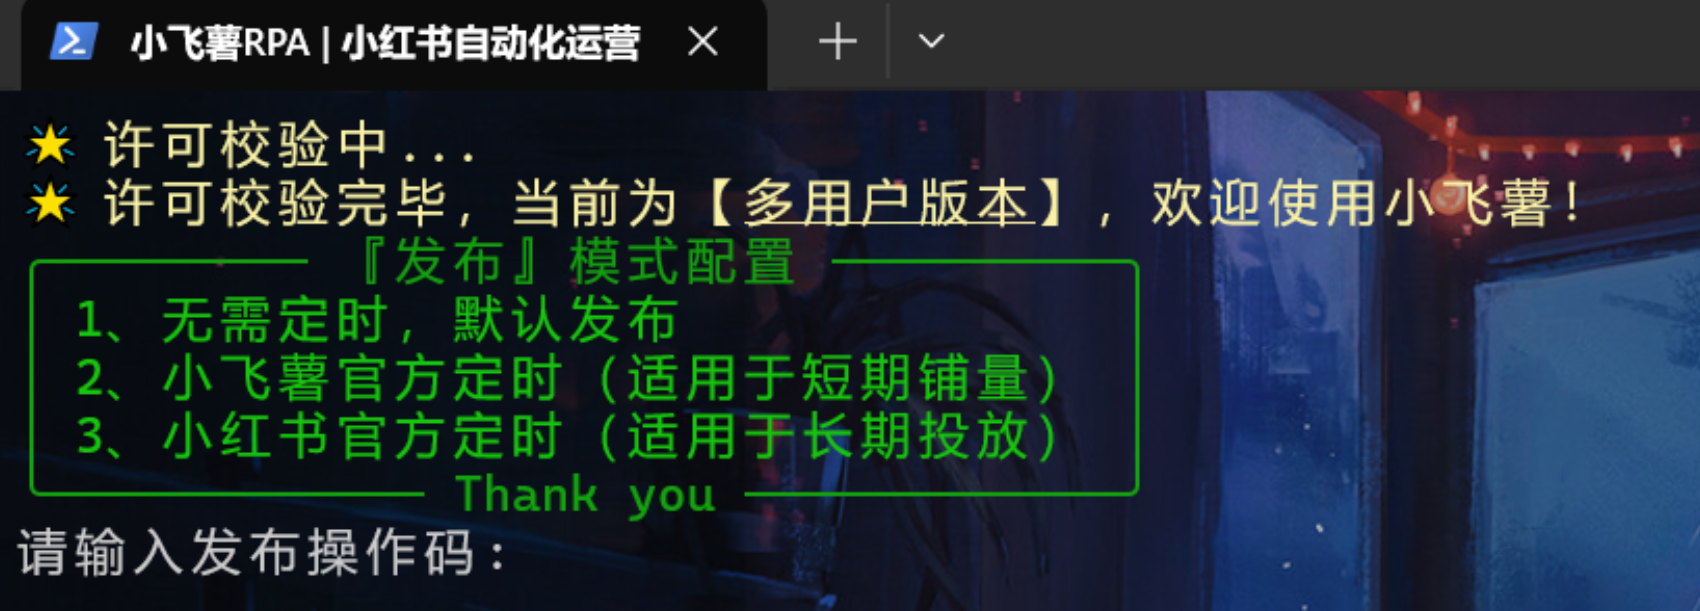 小飞薯RPA | 小红书自动化运营
许可校验中...
许可校验完毕，当前为【多用户版本】，欢迎使用小飞薯！
『发布』模式配置
1、无需定时，默认发布
2、小飞薯官方定时（适用于短期铺量）
3、小红书官方定时（适用于长期投放）
Thank you
请输入发布操作码：